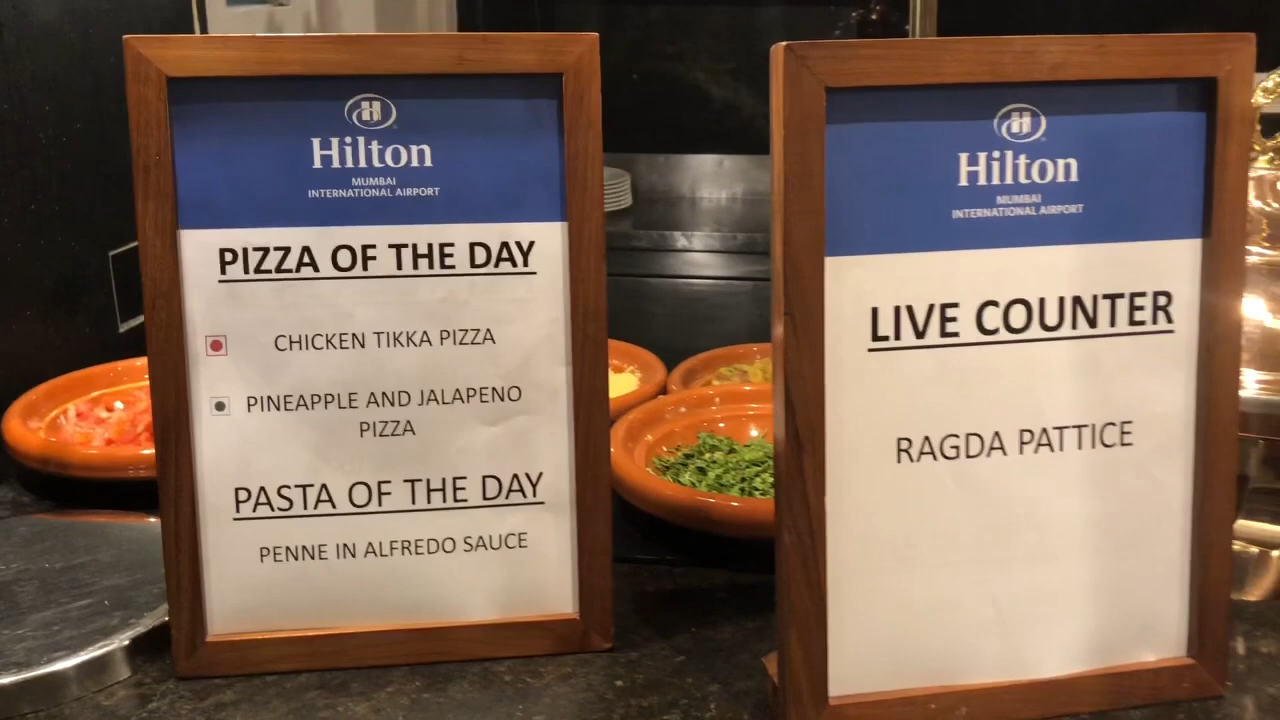 Hilton
MUMBAI
INTERNATIONAL AIRPORT
PIZZA OF THE DAY
CHICKEN TIKKA PIZZA
PINEAPPLE AND JALAPENO
PIZZA
PASTA OF THE DAY
PENNE IN ALFREDO SAUCE
Hilton
MUMBAI
INTERNATIONAL AIRPORT
LIVE COUNTER
RAGDA PATTICE